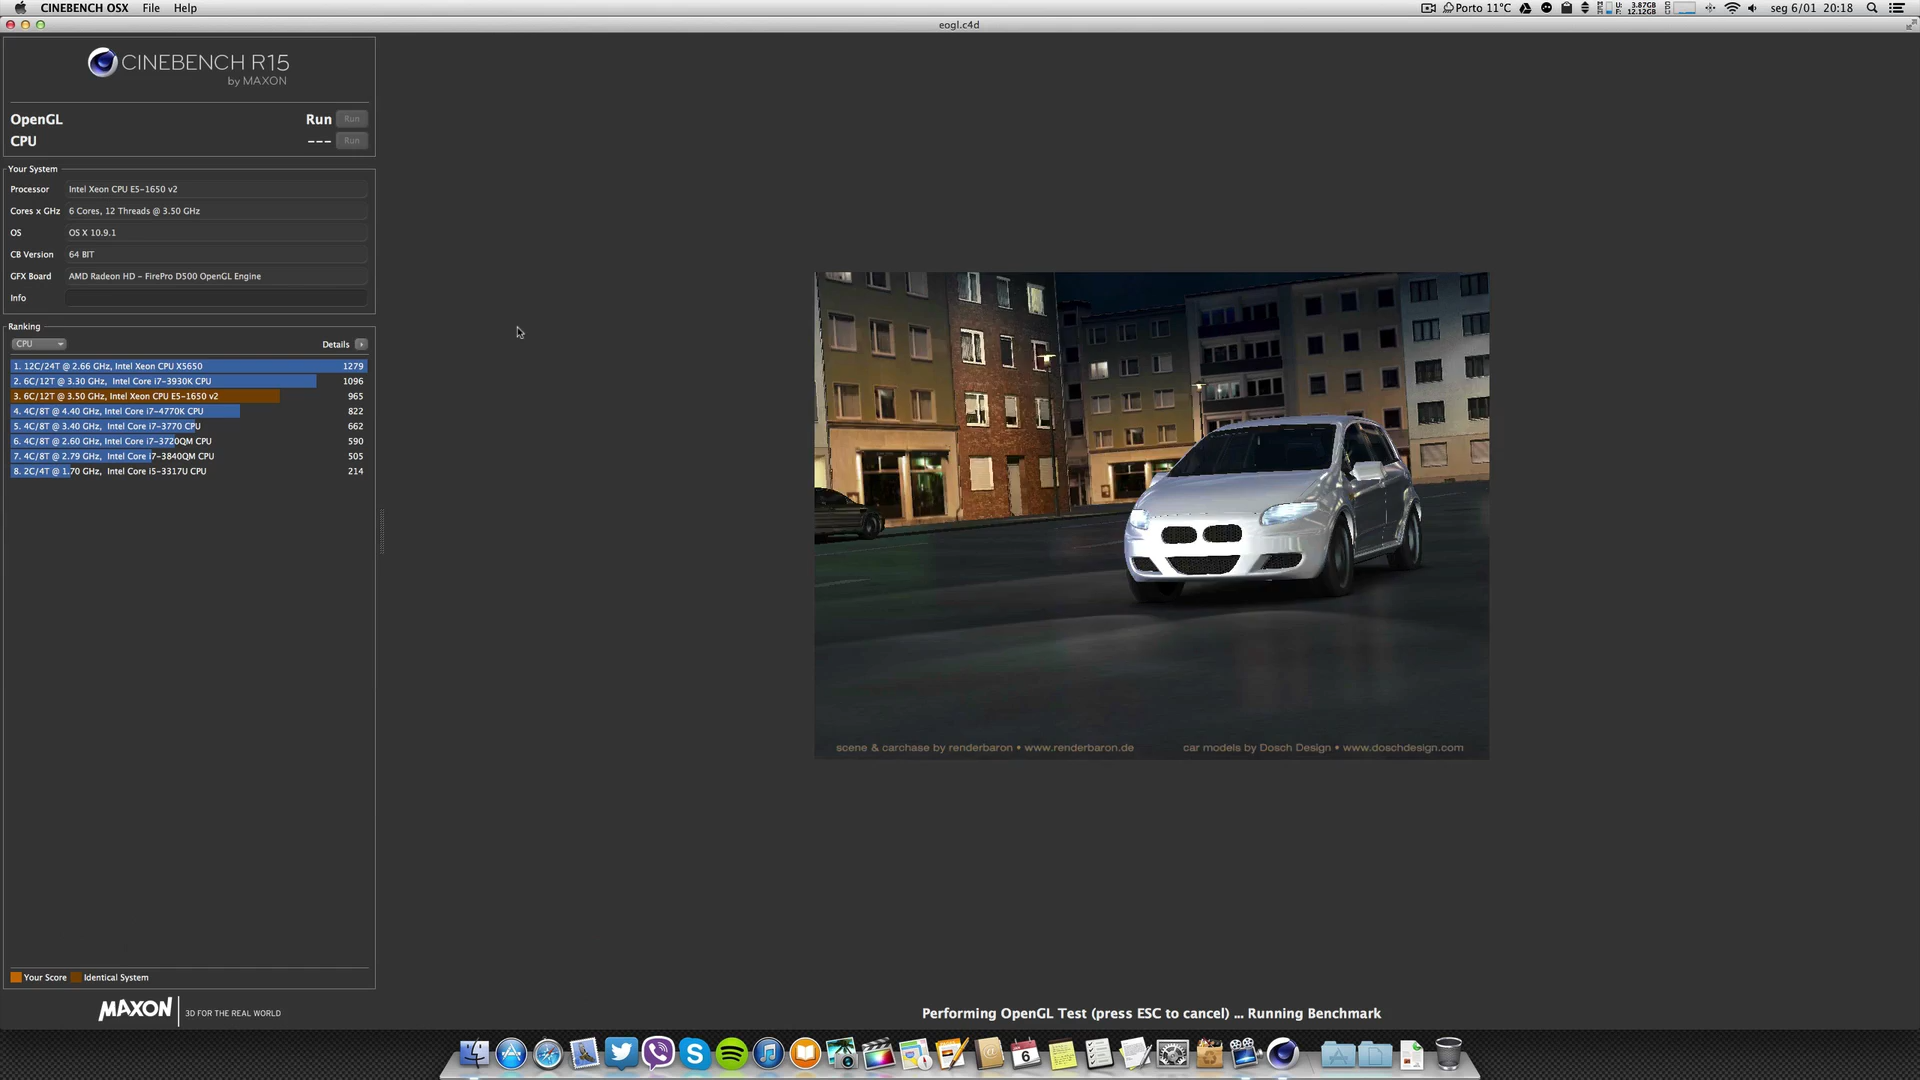 CINEBENCH OSX File Help
Porto 11°C
U: 3.87GB
F: 12.12GB
seg 6/01 20:18
eogl.c4d
CINEBENCH R15
by MAXON
OpenGL Run Run
CPU --- Run
Your System
Processor Intel Xeon CPU E5-1650 v2
Cores x GHz 6 Cores, 12 Threads @ 3.50 GHz
OS OS X 10.9.1
CB Version 64 BIT
GFX Board AMD Radeon HD - FirePro D500 OpenGL Engine
Info
Ranking
CPU Details
1. 12C/24T @ 2.66 GHz, Intel Xeon CPU X5650 1279
2. 6C/12T @ 3.30 GHz, Intel Core i7-3930K CPU 1096
3. 6C/12T @ 3.50 GHz, Intel Xeon CPU E5-1650 v2 965
4. 4C/8T @ 4.40 GHz, Intel Core i7-4770K CPU 822
5. 4C/8T @ 3.40 GHz, Intel Core i7-3770 CPU 662
6. 4C/8T @ 2.60 GHz, Intel Core i7-3720QM CPU 590
7. 4C/8T @ 2.79 GHz, Intel Core i7-3840QM CPU 505
8. 2C/4T @ 1.70 GHz, Intel Core i5-3317U CPU 214
scene & carchase by renderbaron • www.renderbaron.de car models by Dosch Design • www.doschdesign.com
Your Score Identical System
MAXON 3D FOR THE REAL WORLD
Performing OpenGL Test (press ESC to cancel) ... Running Benchmark
6